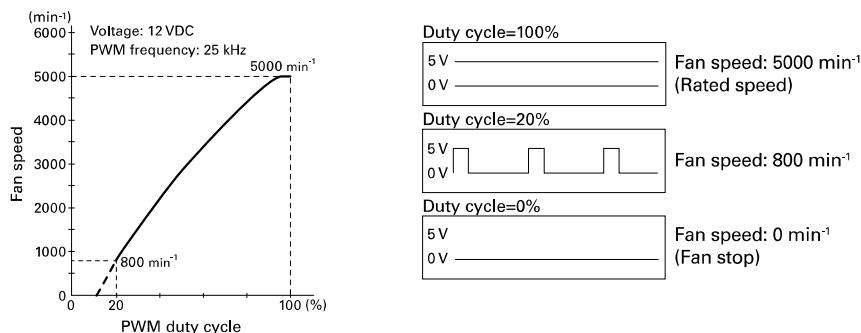 (min⁻¹)
6000
5000
4000
3000
2000
1000
0
Fan speed
Voltage: 12 VDC
PWM frequency: 25 kHz
5000 min⁻¹
800 min⁻¹
0
20
100 (%)
PWM duty cycle
Duty cycle=100%
5 V
0 V
Fan speed: 5000 min⁻¹
(Rated speed)
Duty cycle=20%
5 V
0 V
Fan speed: 800 min⁻¹
Duty cycle=0%
5 V
0 V
Fan speed: 0 min⁻¹
(Fan stop)